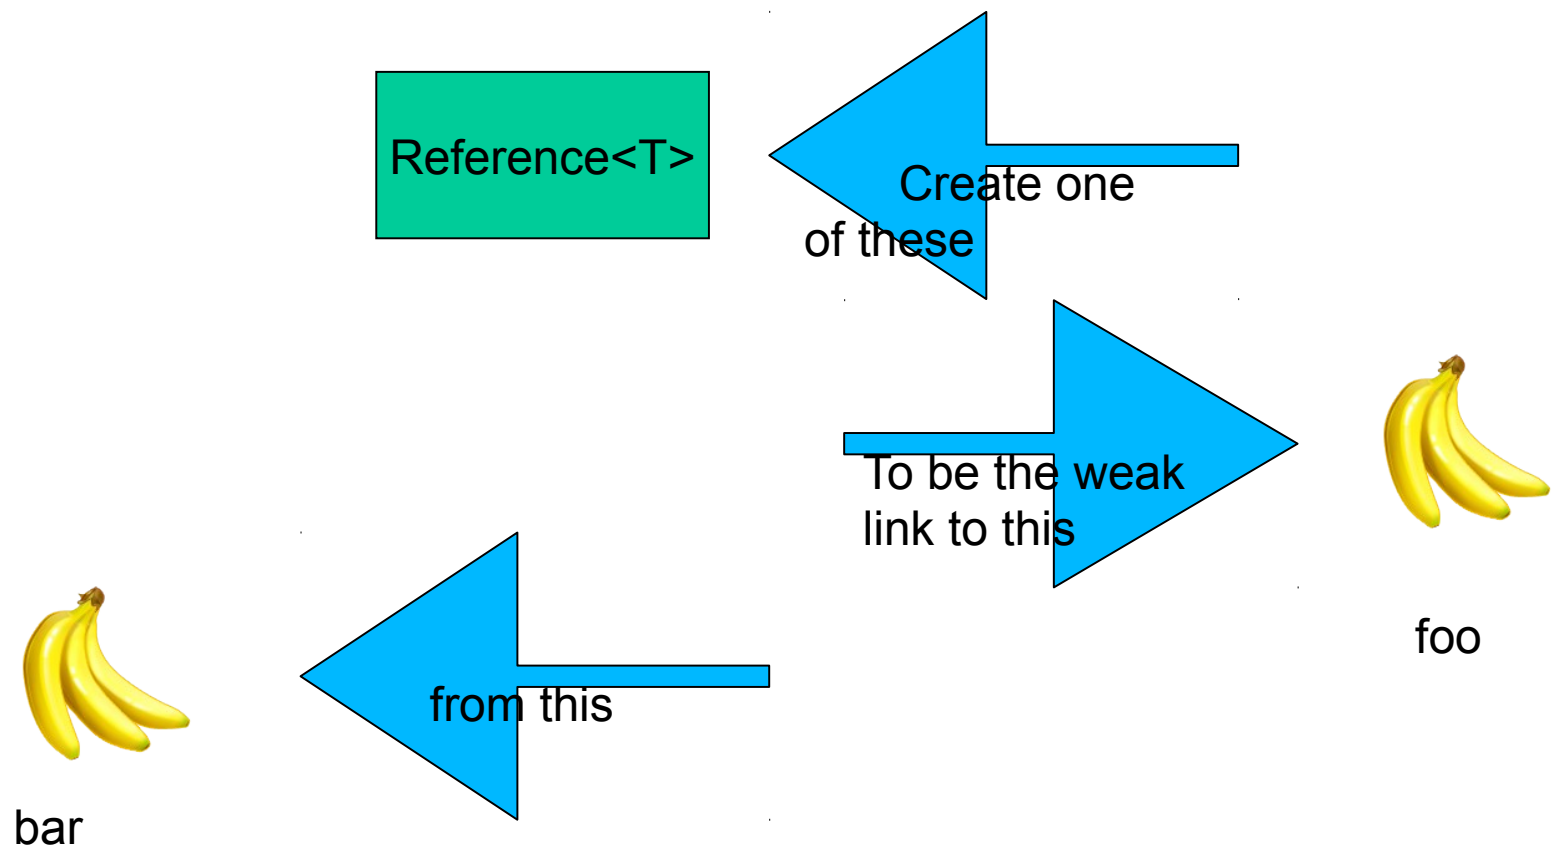 Reference<T>
Create one
of these
To be the weak
link to this
foo
from this
bar